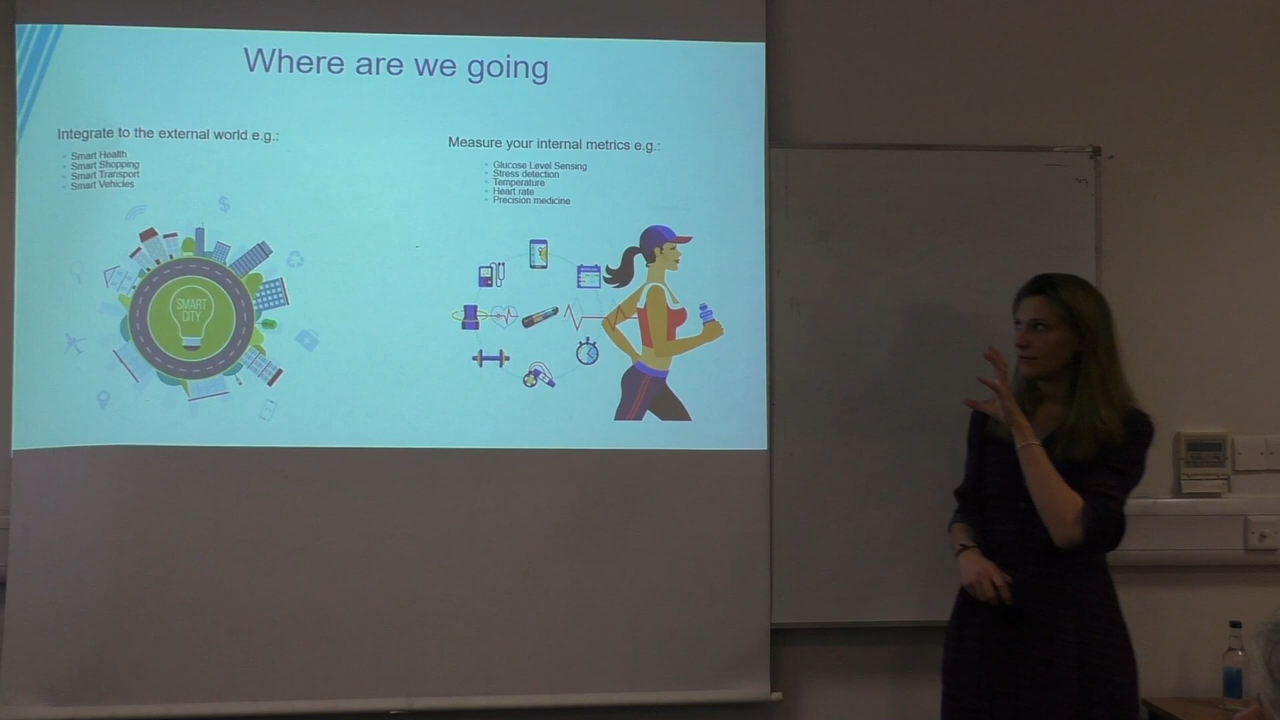 Where are we going
Integrate to the external world e.g.:
- Smart Health
- Smart Shopping
- Smart Transport
- Smart Vehicles
SMART
CITY
Measure your internal metrics e.g.:
- Glucose Level Sensing
- Stress detection
- Temperature
- Heart rate
- Precision medicine